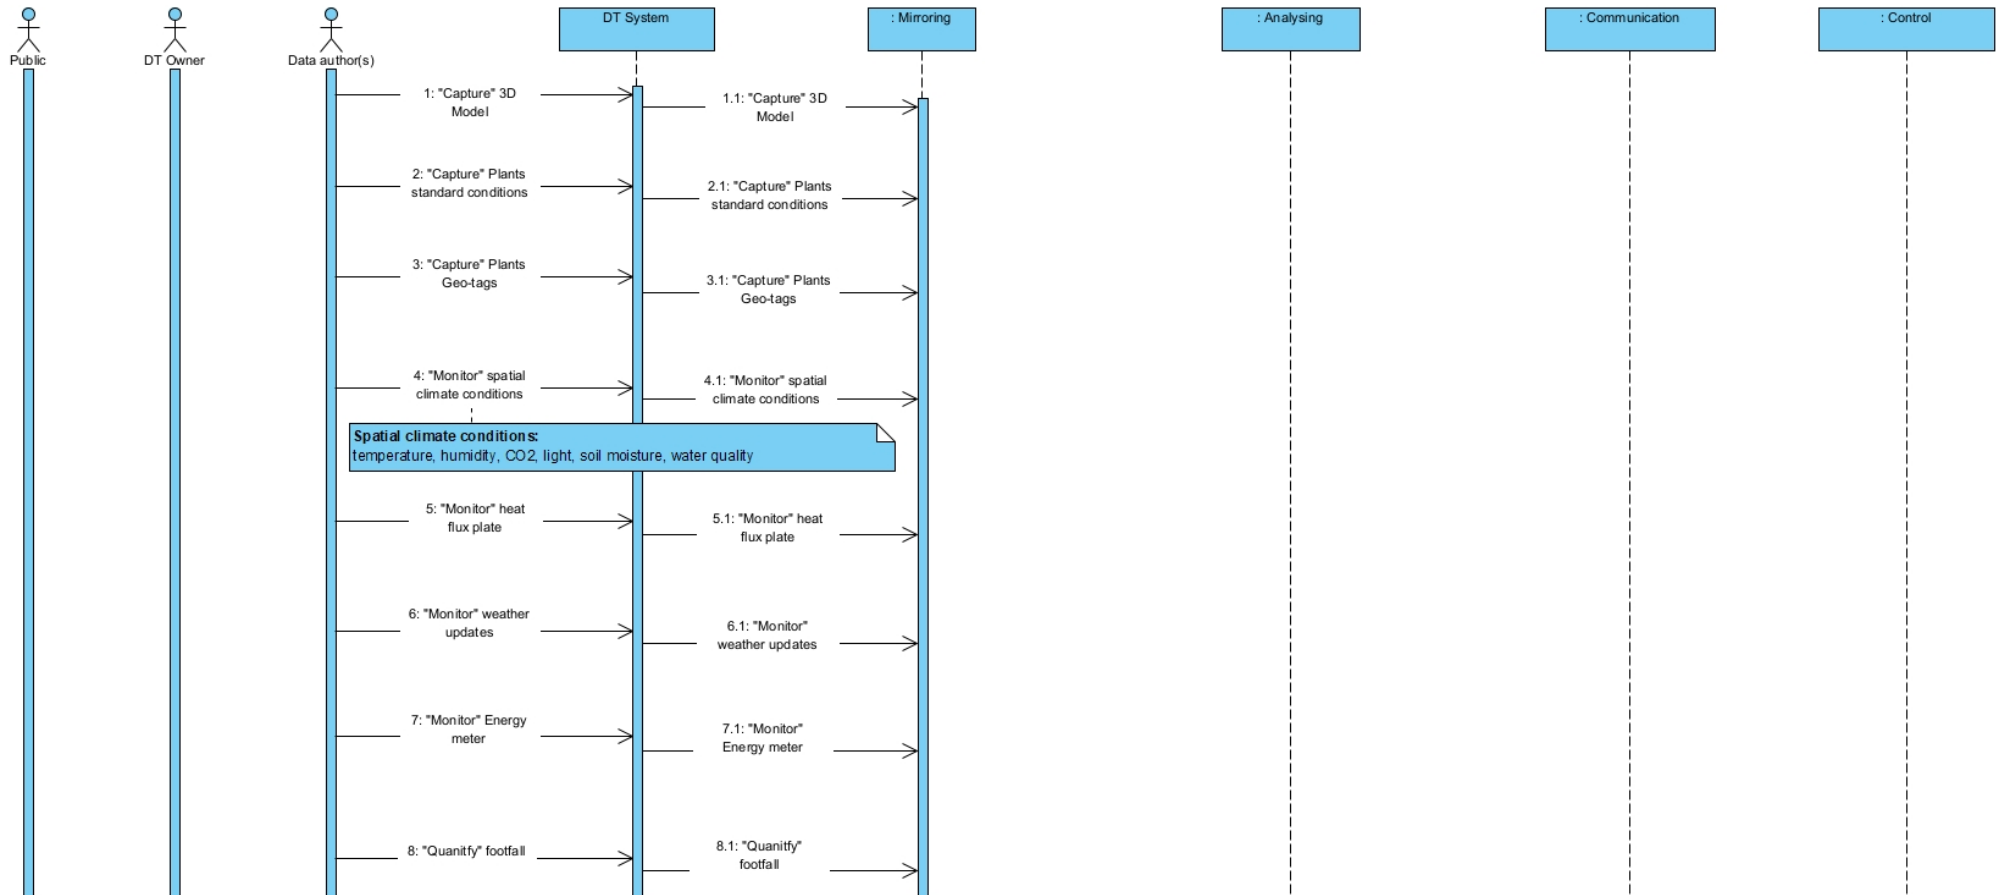 Public
DT Owner
Data author(s)
DT System
: Mirroring
: Analysing
: Communication
: Control
1: "Capture" 3D
Model
1.1: "Capture" 3D
Model
2: "Capture" Plants
standard conditions
2.1: "Capture" Plants
standard conditions
3: "Capture" Plants
Geo-tags
3.1: "Capture" Plants
Geo-tags
4: "Monitor" spatial
climate conditions
4.1: "Monitor" spatial
climate conditions
Spatial climate conditions:
temperature, humidity, CO2, light, soil moisture, water quality
5: "Monitor" heat
flux plate
5.1: "Monitor" heat
flux plate
6: "Monitor" weather
updates
6.1: "Monitor"
weather updates
7: "Monitor" Energy
meter
7.1: "Monitor"
Energy meter
8: "Quanitfy" footfall
8.1: "Quanitfy"
footfall